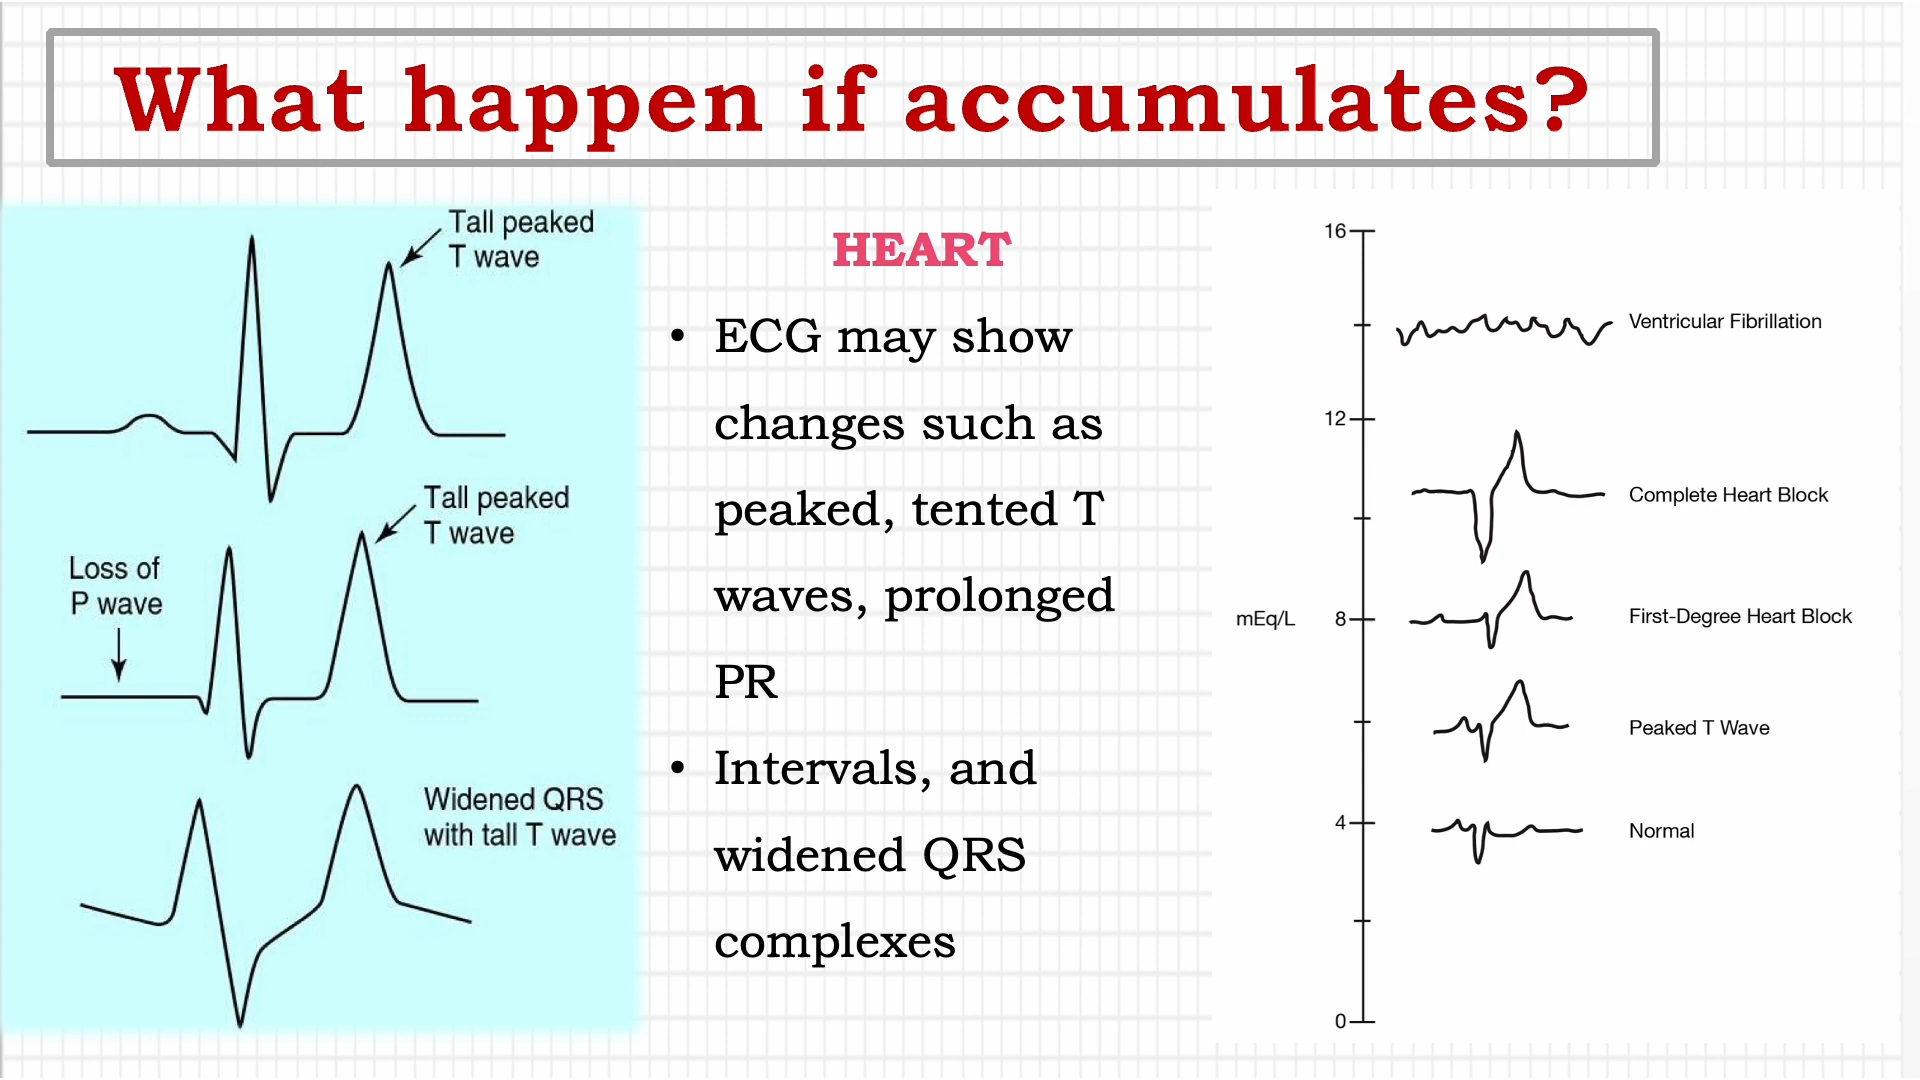 What happen if accumulates?
Tall peaked
T wave
Tall peaked
T wave
Loss of
P wave
Widened QRS
with tall T wave
HEART
• ECG may show
changes such as
peaked, tented T
waves, prolonged
PR
• Intervals, and
widened QRS
complexes
16
Ventricular Fibrillation
12
Complete Heart Block
mEq/L 8 First-Degree Heart Block
Peaked T Wave
4 Normal
0